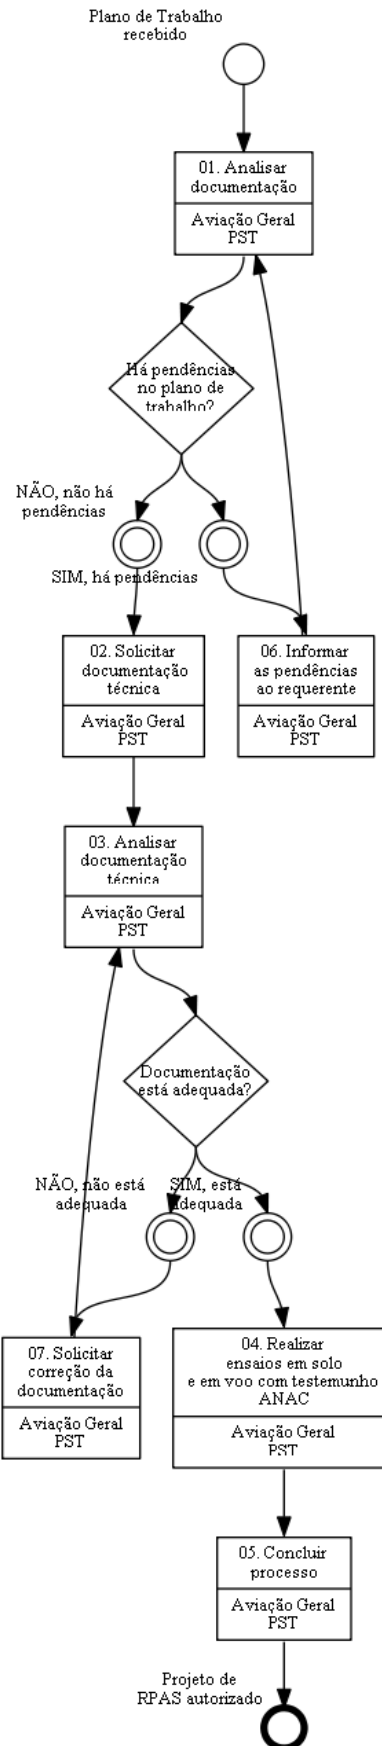 Plano de Trabalho
recebido
01. Analisar
documentação
Aviação Geral
PST
Há pendências
no plano de
trabalho?
NÃO, não há
pendências
SIM, há pendências
02. Solicitar
documentação
técnica
Aviação Geral
PST
06. Informar
as pendências
ao requerente
Aviação Geral
PST
03. Analisar
documentação
técnica
Aviação Geral
PST
Documentação
está adequada?
NÃO, não está
adequada
SIM, está
adequada
07. Solicitar
correção da
documentação
Aviação Geral
PST
04. Realizar
ensaios em solo
e em voo com testemunho
ANAC
Aviação Geral
PST
05. Concluir
processo
Aviação Geral
PST
Projeto de
RPAS autorizado